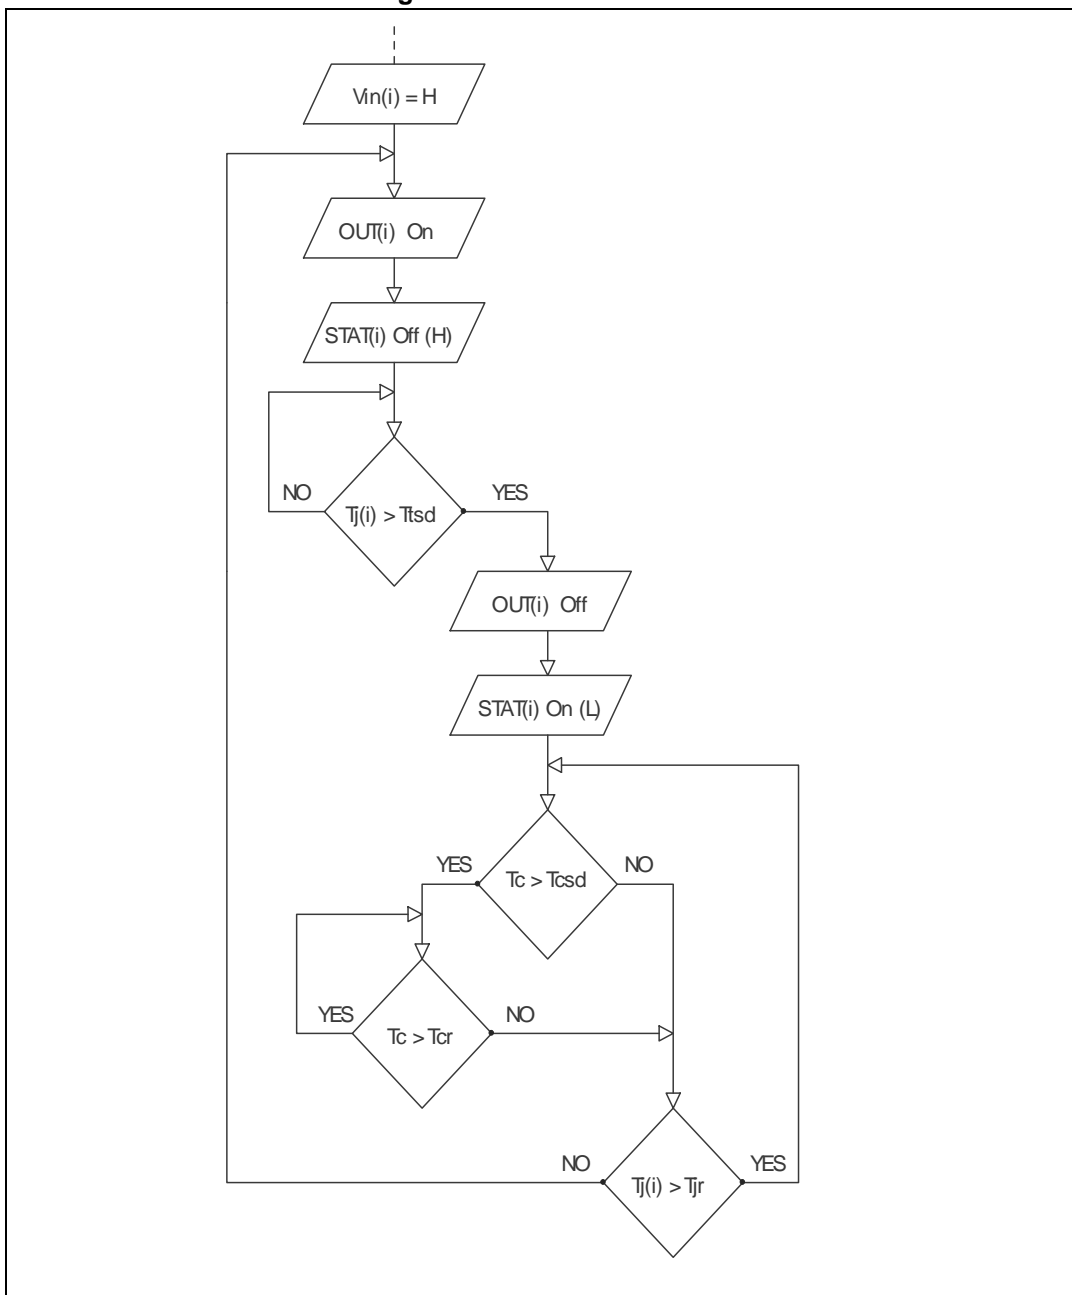 Vin(i) = H
OUT(i) On
STAT(i) Off (H)
NO
YES
Tj(i) > Ttsd
OUT(i) Off
STAT(i) On (L)
YES
NO
Tc > Tcsd
YES
NO
Tc > Tcr
NO
YES
Tj(i) > Tjr